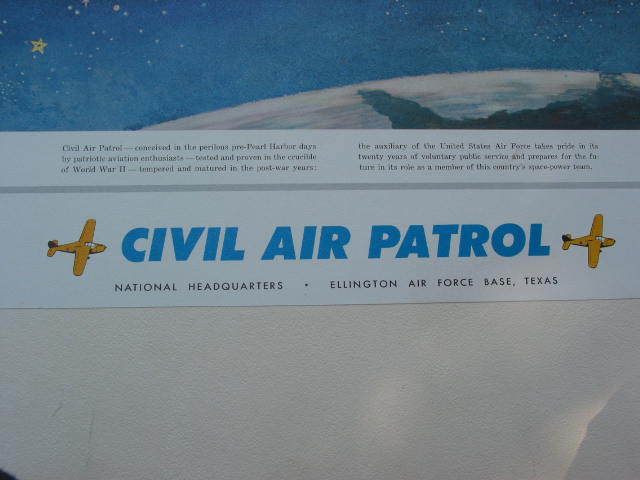 Civil Air Patrol — conceived in the perilous pre-Pearl Harbor days
by patriotic aviation enthusiasts — tested and proven in the crucible
of World War II — tempered and matured in the post-war years:
the auxiliary of the United States Air Force takes pride in its
twenty years of voluntary public service and prepares for the fu-
ture in its role as a member of this country's space-power team.
CIVIL AIR PATROL
NATIONAL HEADQUARTERS • ELLINGTON AIR FORCE BASE, TEXAS